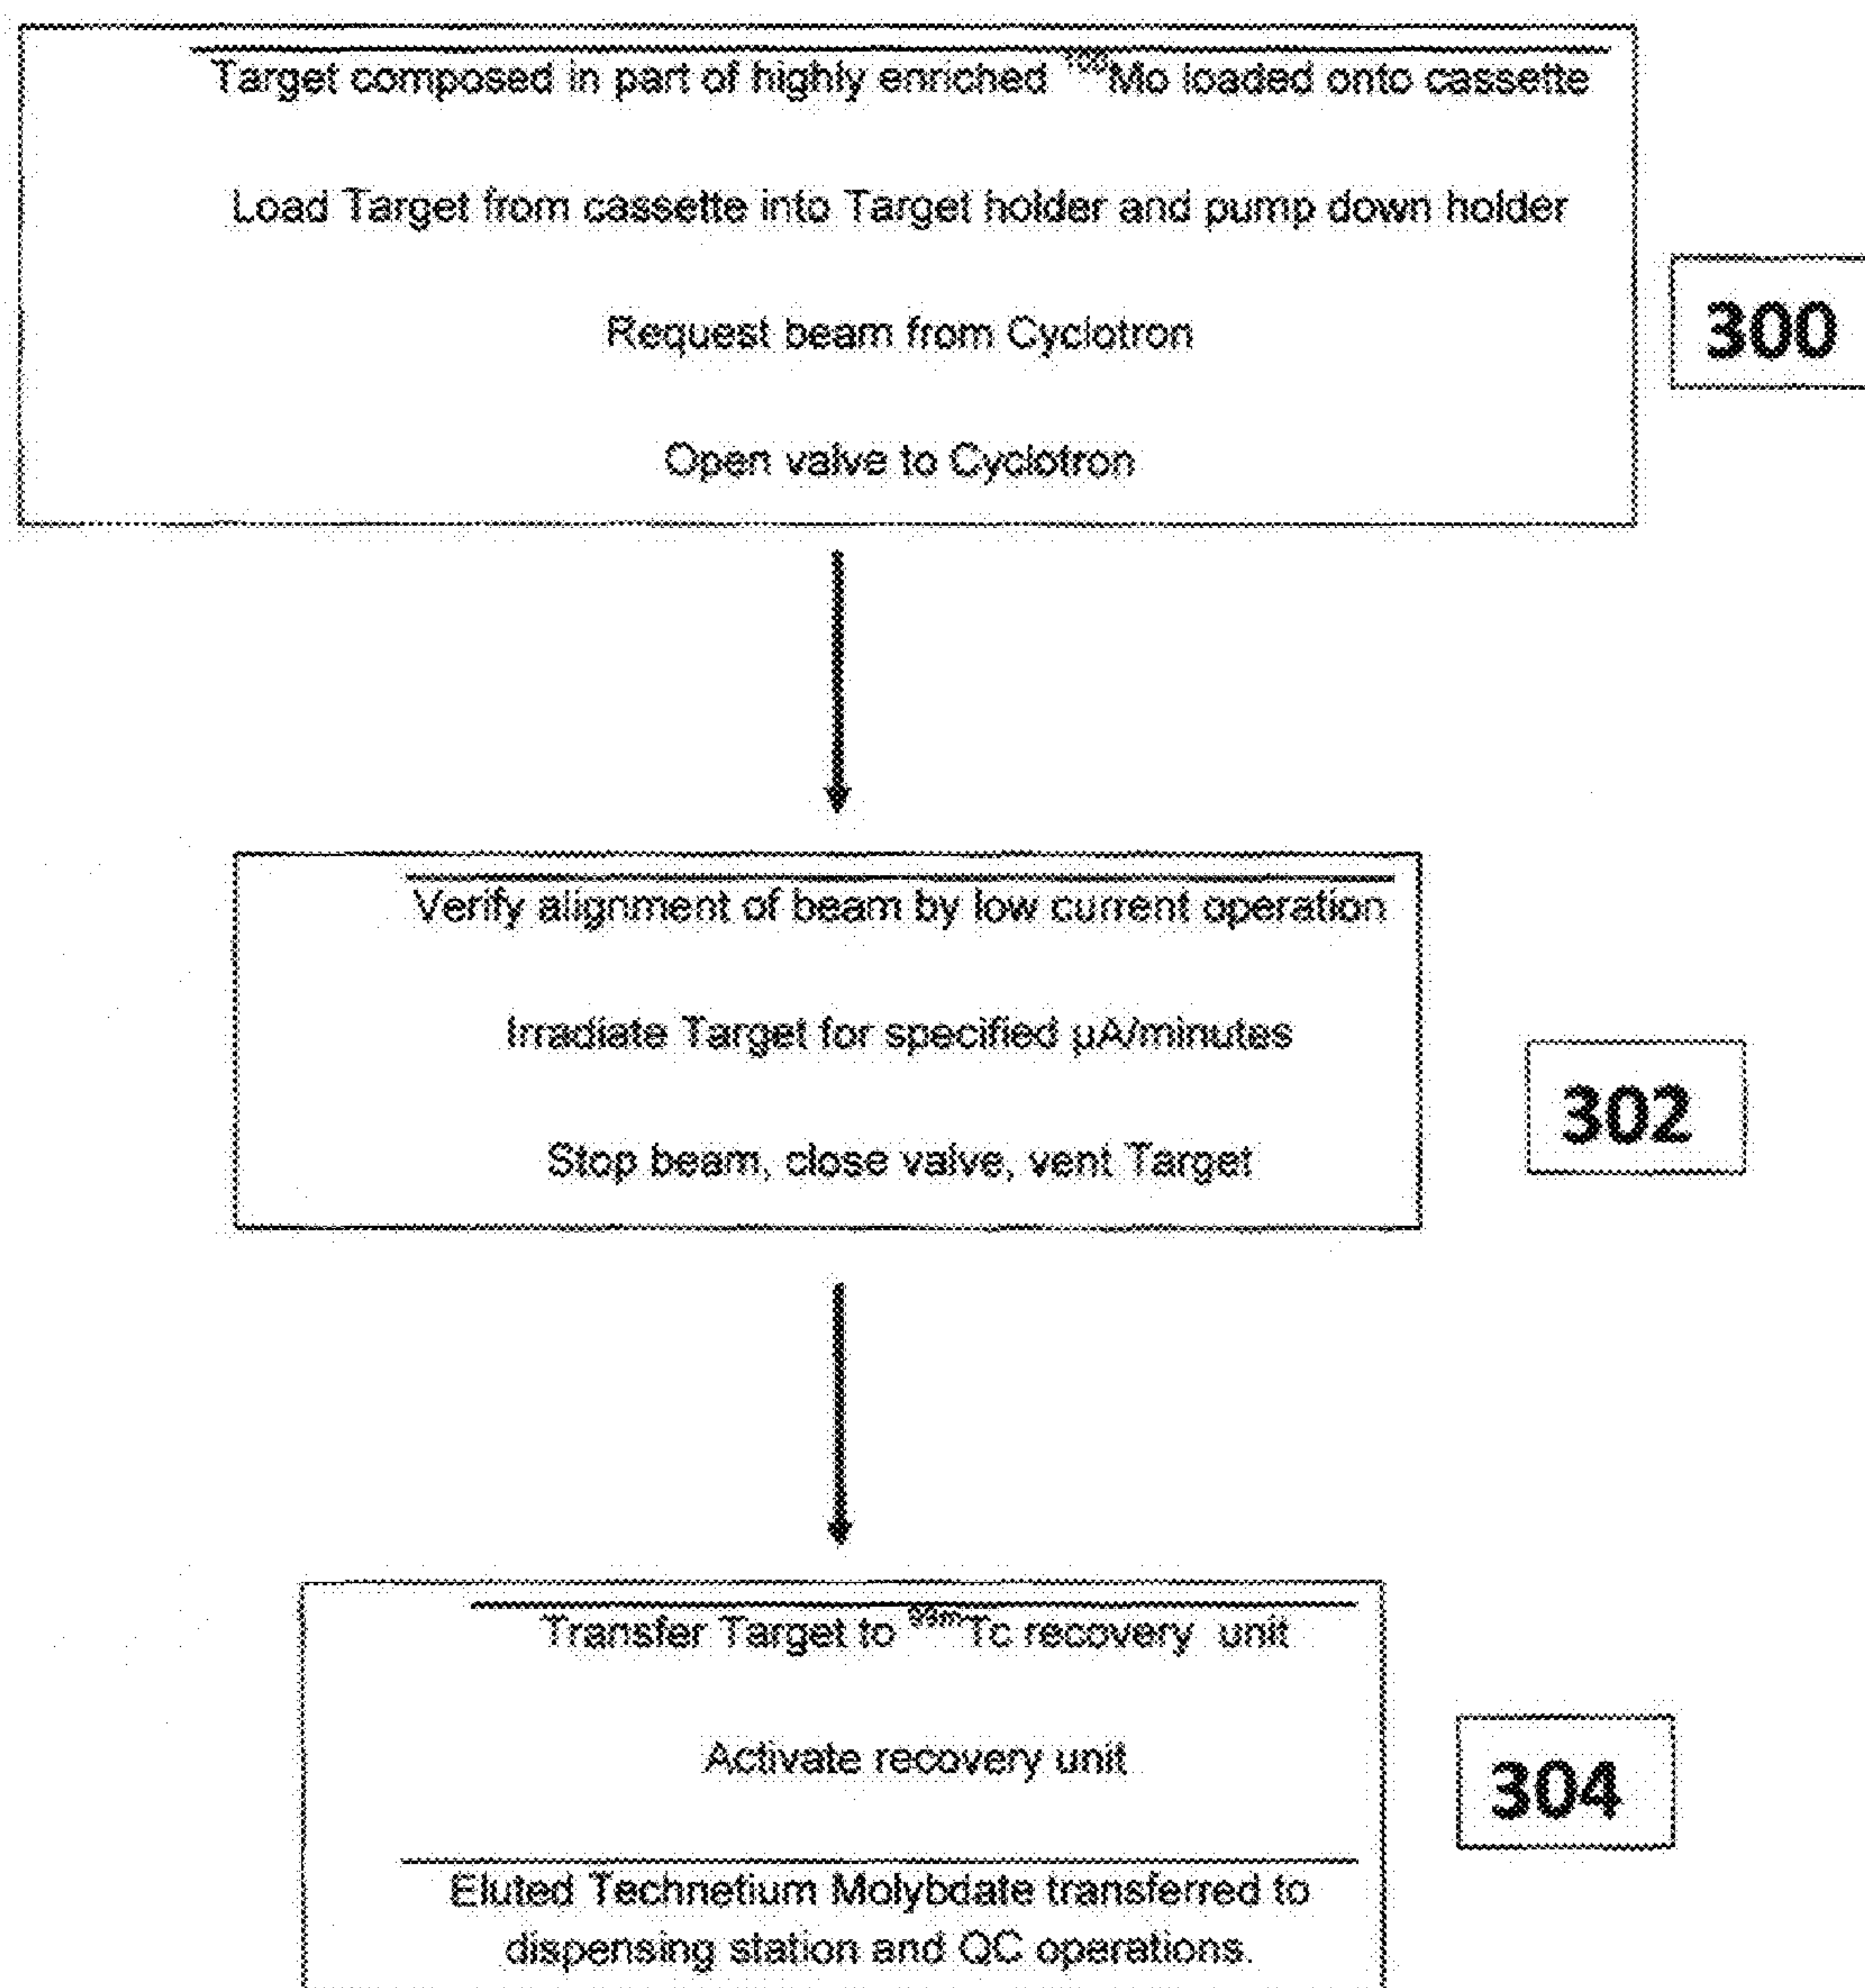 Target composed in part of highly enriched ¹⁰⁰Mo loaded onto cassette
Load Target from cassette into Target holder and pump down holder
Request beam from Cyclotron
Open valve to Cyclotron
300
Verify alignment of beam by low current operation
Irradiate Target for specified µA/minutes
Stop beam, close valve, vent Target
302
Transfer Target to ⁹⁹ᵐTc recovery unit
Activate recovery unit
304
Eluted Technetium Molybdate transferred to
dispensing station and QC operations.